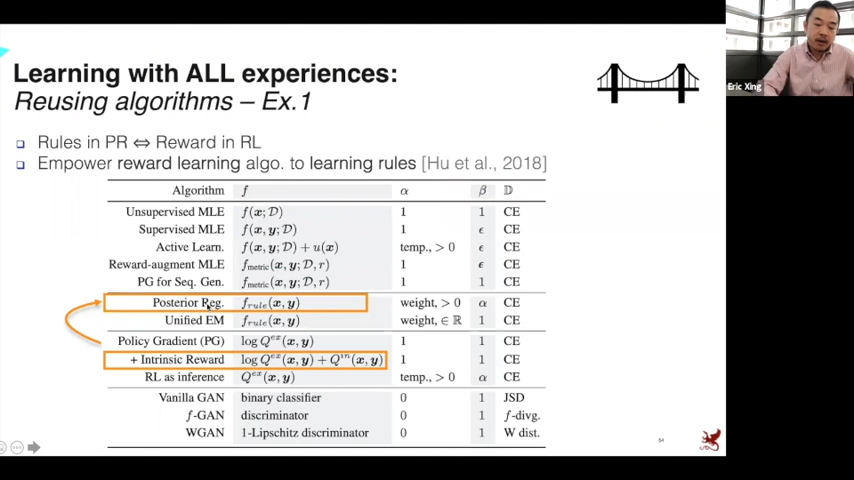 Learning with ALL experiences:
Reusing algorithms – Ex.1
Rules in PR ⇔ Reward in RL
Empower reward learning algo. to learning rules [Hu et al., 2018]
Algorithm f α β 𝔻
Unsupervised MLE f(x; D) 1 1 CE
Supervised MLE f(x, y; D) 1 ϵ CE
Active Learn. f(x, y; D) + u(x) temp., > 0 ϵ CE
Reward-augment MLE f_metric(x, y; D, r) 1 ϵ CE
PG for Seq. Gen. f_metric(x, y; D, r) 1 1 CE
Posterior Reg. f_rule(x, y) weight, > 0 α CE
Unified EM f_rule(x, y) weight, ∈ ℝ 1 CE
Policy Gradient (PG) log Q^ex(x, y) 1 1 CE
+ Intrinsic Reward log Q^ex(x, y) + Q^in(x, y) 1 1 CE
RL as inference Q^ex(x, y) temp., > 0 α CE
Vanilla GAN binary classifier 0 1 JSD
f-GAN discriminator 0 1 f-divg.
WGAN 1-Lipschitz discriminator 0 1 W dist.
54
Eric Xing